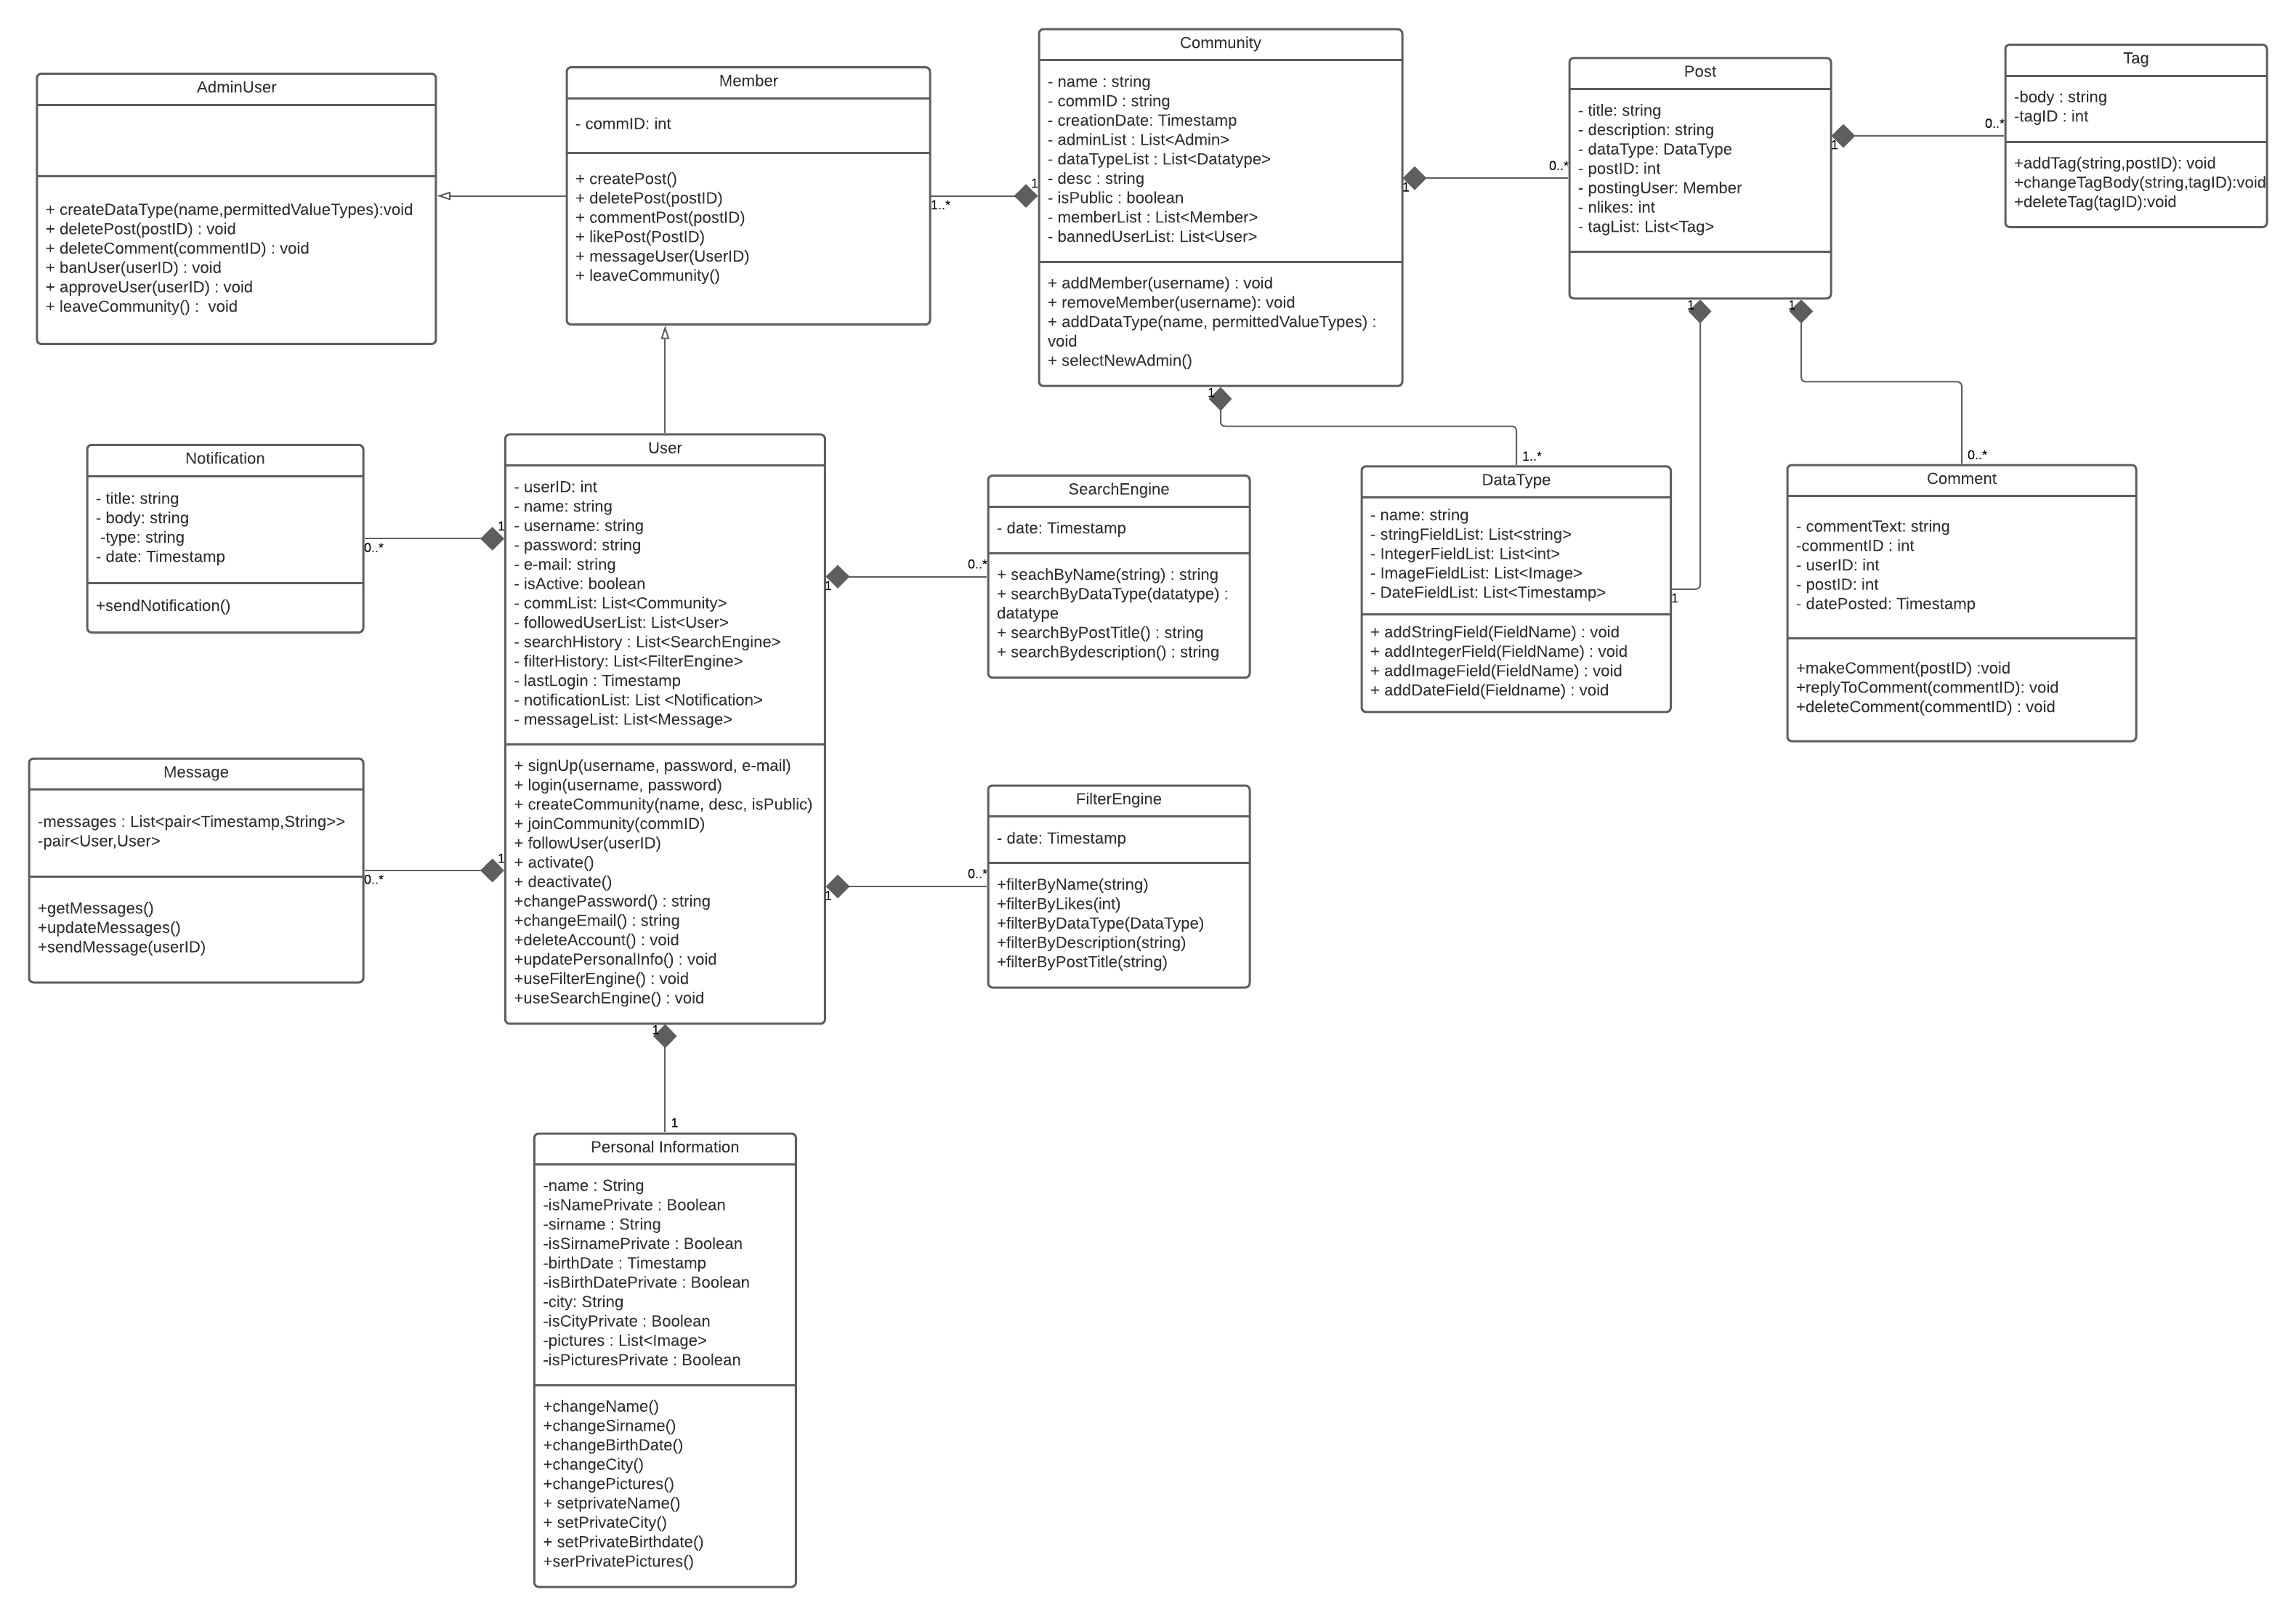 AdminUser
+ createDataType(name,permittedValueTypes):void
+ deletePost(postID) : void
+ deleteComment(commentID) : void
+ banUser(userID) : void
+ approveUser(userID) : void
+ leaveCommunity() :  void
Member
- commID: int
+ createPost()
+ deletePost(postID)
+ commentPost(postID)
+ likePost(PostID)
+ messageUser(UserID)
+ leaveCommunity()
1..*
1
Community
- name : string
- commID : string
- creationDate: Timestamp
- adminList : List<Admin>
- dataTypeList : List<Datatype>
- desc : string
- isPublic : boolean
- memberList : List<Member>
- bannedUserList: List<User>
+ addMember(username) : void
+ removeMember(username): void
+ addDataType(name, permittedValueTypes) :
void
+ selectNewAdmin()
1
0..*
Post
- title: string
- description: string
- dataType: DataType
- postID: int
- postingUser: Member
- nlikes: int
- tagList: List<Tag>
1
0..*
Tag
-body : string
-tagID : int
+addTag(string,postID): void
+changeTagBody(string,tagID):void
+deleteTag(tagID):void
1
1
1
1..*
0..*
Notification
- title: string
- body: string
-type: string
- date: Timestamp
+sendNotification()
0..*
1
User
- userID: int
- name: string
- username: string
- password: string
- e-mail: string
- isActive: boolean
- commList: List<Community>
- followedUserList: List<User>
- searchHistory : List<SearchEngine>
- filterHistory: List<FilterEngine>
- lastLogin : Timestamp
- notificationList: List <Notification>
- messageList: List<Message>
+ signUp(username, password, e-mail)
+ login(username, password)
+ createCommunity(name, desc, isPublic)
+ joinCommunity(commID)
+ followUser(userID)
+ activate()
+ deactivate()
+changePassword() : string
+changeEmail() : string
+deleteAccount() : void
+updatePersonalInfo() : void
+useFilterEngine() : void
+useSearchEngine() : void
1
0..*
SearchEngine
- date: Timestamp
+ seachByName(string) : string
+ searchByDataType(datatype) :
datatype
+ searchByPostTitle() : string
+ searchBydescription() : string
DataType
- name: string
- stringFieldList: List<string>
- IntegerFieldList: List<int>
- ImageFieldList: List<Image>
- DateFieldList: List<Timestamp>
+ addStringField(FieldName) : void
+ addIntegerField(FieldName) : void
+ addImageField(FieldName) : void
+ addDateField(Fieldname) : void
1
Comment
- commentText: string
-commentID : int
- userID: int
- postID: int
- datePosted: Timestamp
+makeComment(postID) :void
+replyToComment(commentID): void
+deleteComment(commentID) : void
Message
-messages : List<pair<Timestamp,String>>
-pair<User,User>
+getMessages()
+updateMessages()
+sendMessage(userID)
0..*
1
1
0..*
FilterEngine
- date: Timestamp
+filterByName(string)
+filterByLikes(int)
+filterByDataType(DataType)
+filterByDescription(string)
+filterByPostTitle(string)
1
1
Personal Information
-name : String
-isNamePrivate : Boolean
-sirname : String
-isSirnamePrivate : Boolean
-birthDate : Timestamp
-isBirthDatePrivate : Boolean
-city: String
-isCityPrivate : Boolean
-pictures : List<Image>
-isPicturesPrivate : Boolean
+changeName()
+changeSirname()
+changeBirthDate()
+changeCity()
+changePictures()
+ setprivateName()
+ setPrivateCity()
+ setPrivateBirthdate()
+serPrivatePictures()